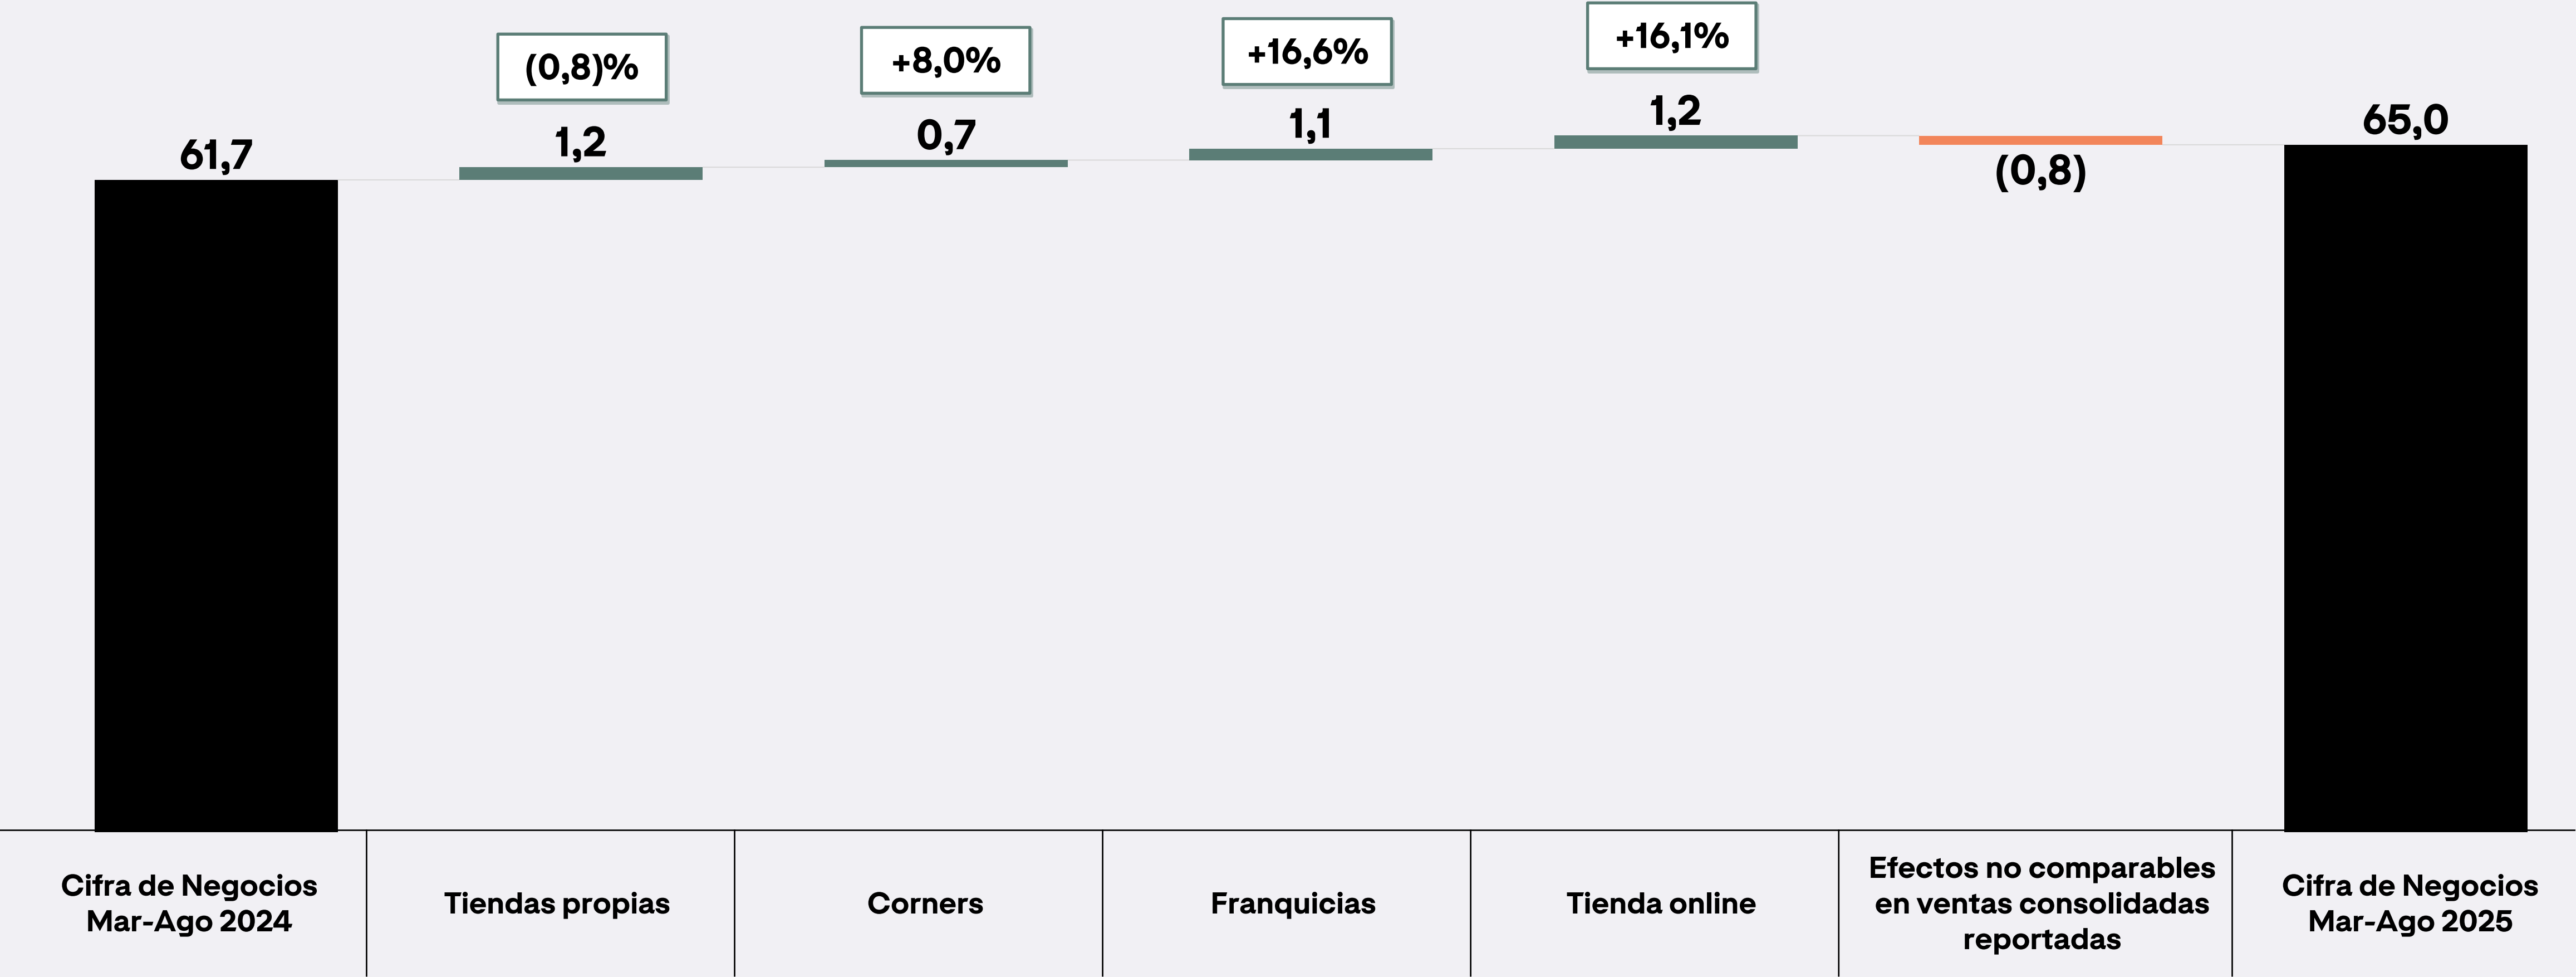 (0,8)%
+8,0%
+16,6%
+16,1%
61,7
1,2
0,7
1,1
1,2
(0,8)
65,0
Cifra de Negocios
Mar-Ago 2024
Tiendas propias
Corners
Franquicias
Tienda online
Efectos no comparables
en ventas consolidadas
reportadas
Cifra de Negocios
Mar-Ago 2025